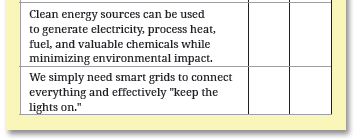 Clean energy sources can be used
to generate electricity, process heat,
fuel, and valuable chemicals while
minimizing environmental impact.
We simply need smart grids to connect
everything and effectively "keep the
lights on."